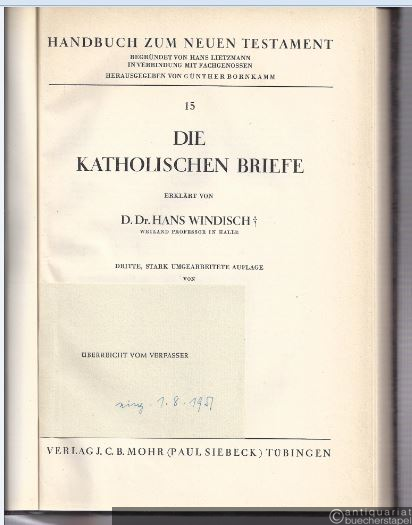 HANDBUCH ZUM NEUEN TESTAMENT
BEGRÜNDET VON HANS LIETZMANN
IN VERBINDUNG MIT FACHGENOSSEN
HERAUSGEGEBEN VON GÜNTHER BORNKAMM
15
DIE
KATHOLISCHEN BRIEFE
ERKLÄRT VON
D. Dr. HANS WINDISCH †
WEILAND PROFESSOR IN HALLE
DRITTE, STARK UMGEARBEITETE AUFLAGE
VON
ÜBERREICHT VOM VERFASSER
1.8.1951
VERLAG J. C. B. MOHR (PAUL SIEBECK) TÜBINGEN
antiquariat
buecherstapel